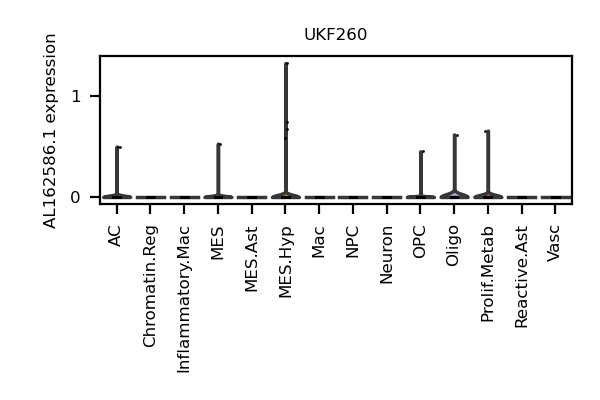 UKF260
AL162586.1 expression
1
0
AC
Chromatin.Reg
Inflammatory.Mac
MES
MES.Ast
MES.Hyp
Mac
NPC
Neuron
OPC
Oligo
Prolif.Metab
Reactive.Ast
Vasc